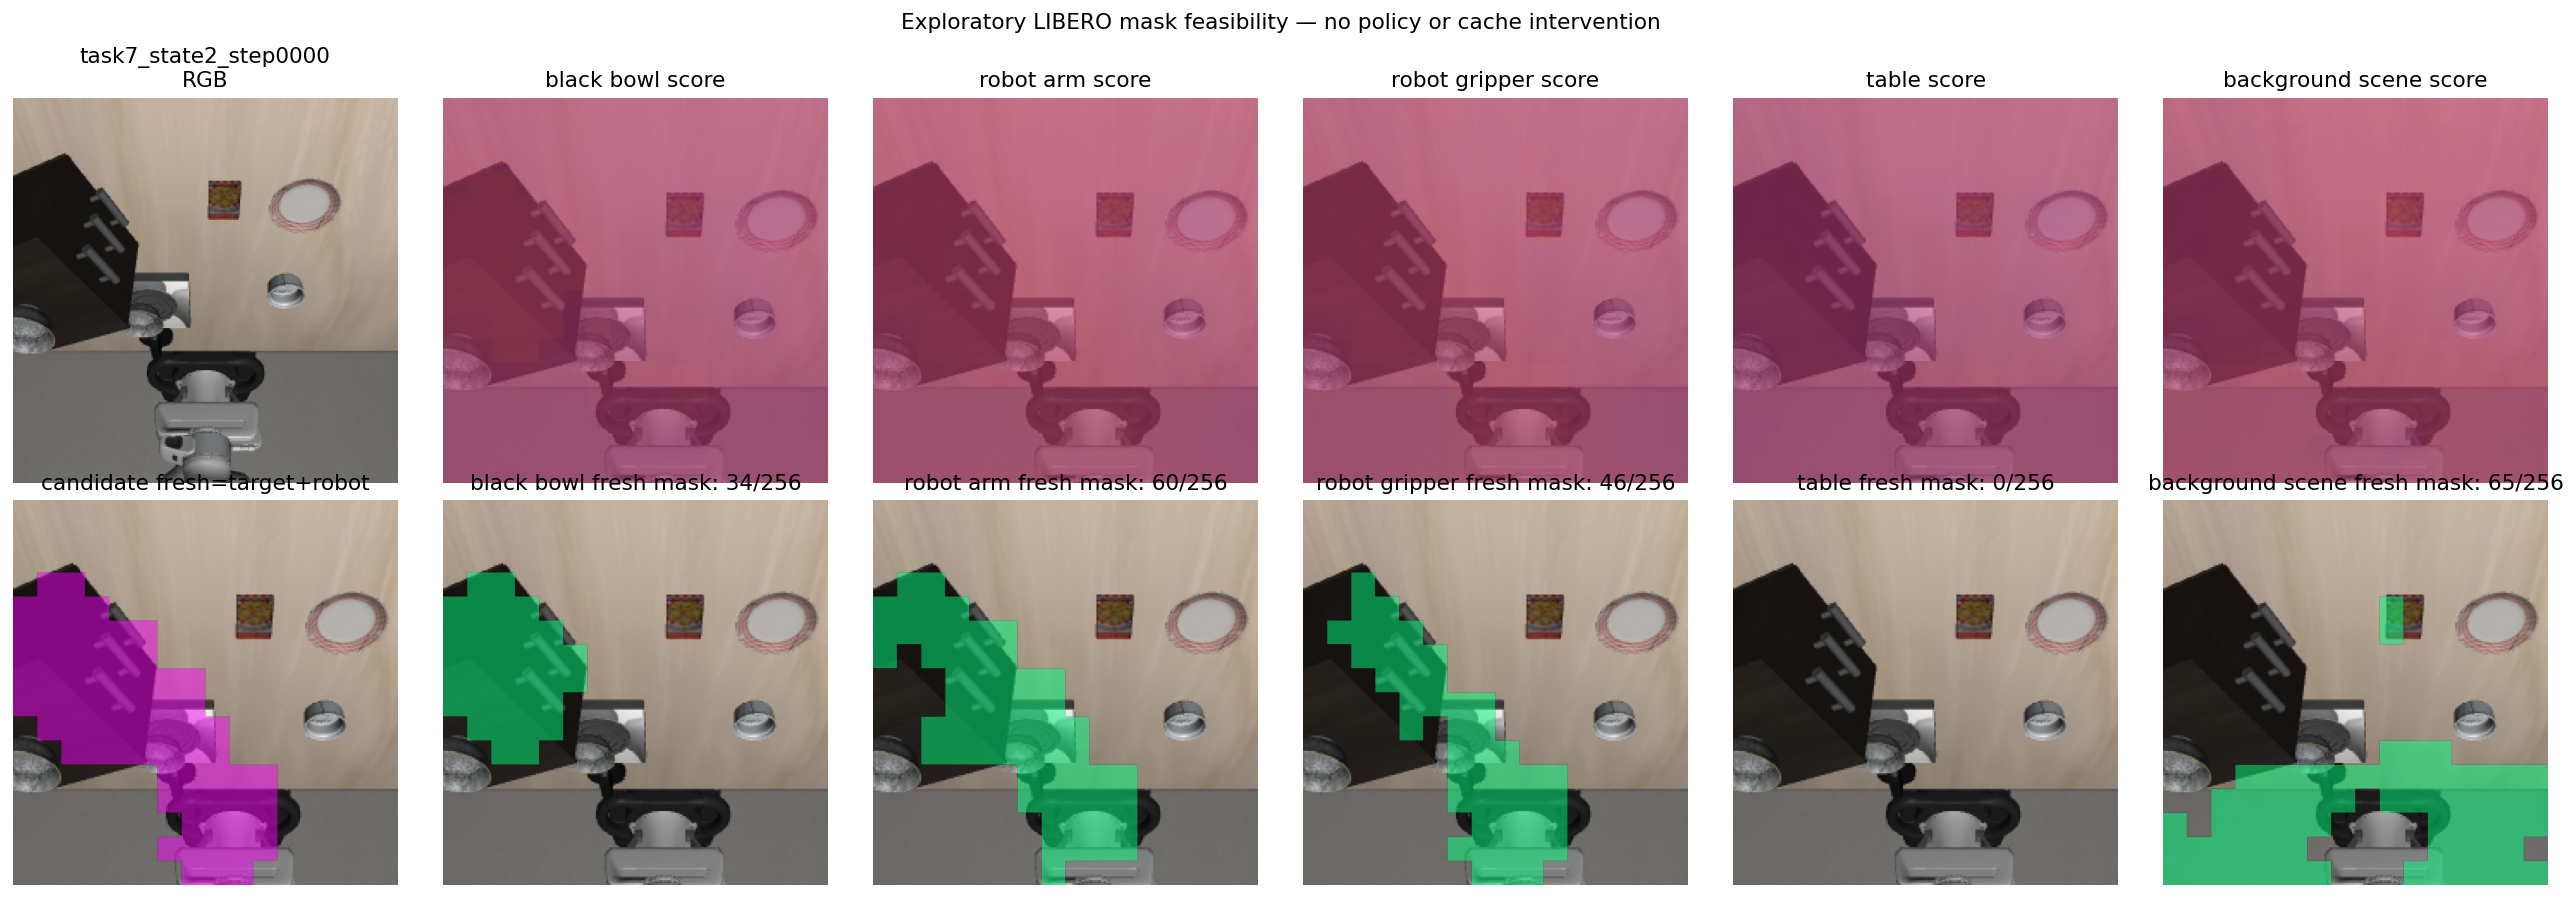 Exploratory LIBERO mask feasibility — no policy or cache intervention
task7_state2_step0000
RGB
black bowl score
robot arm score
robot gripper score
table score
background scene score
candidate fresh=target+robot
black bowl fresh mask: 34/256
robot arm fresh mask: 60/256
robot gripper fresh mask: 46/256
table fresh mask: 0/256
background scene fresh mask: 65/256